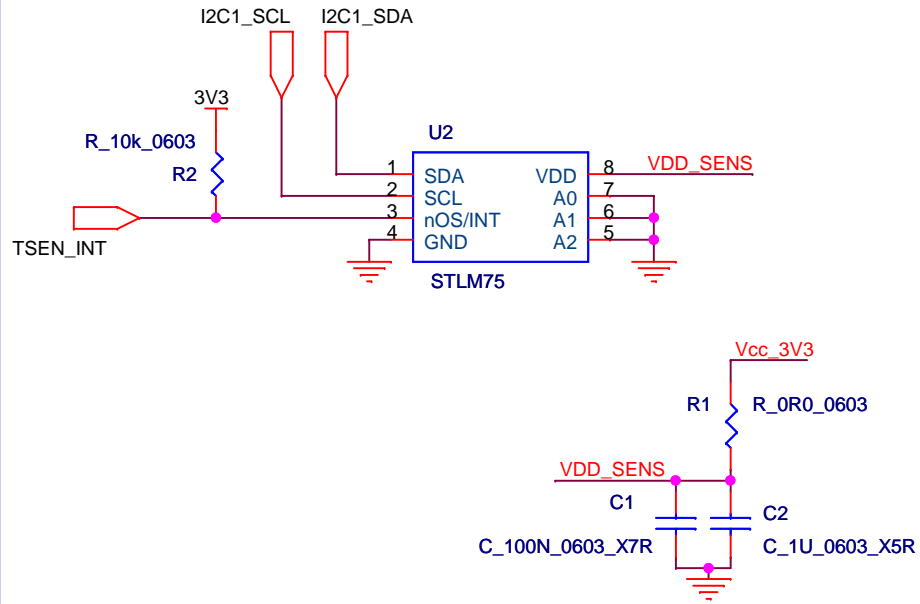 I2C1_SCL I2C1_SDA
3V3
R_10k_0603
R2
TSEN_INT
U2
1 SDA VDD 8 VDD_SENS
2 SCL A0 7
3 nOS/INT A1 6
4 GND A2 5
STLM75
Vcc_3V3
R1 R_0R0_0603
VDD_SENS
C1
C2
C_100N_0603_X7R C_1U_0603_X5R